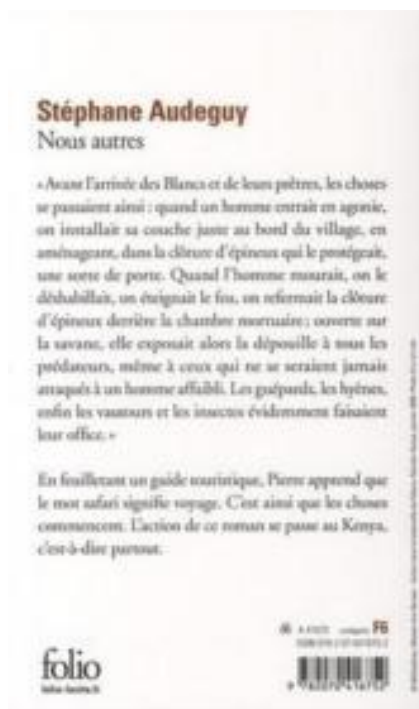 Stéphane Audeguy
Nous autres
« Avant l'arrivée des Blancs et de leurs prêtres, les choses
se passaient ainsi : quand un homme entrait en agonie,
on installait sa couche juste au bord du village, en
aménageant, dans la clôture d'épineux qui le protégeait,
une sorte de porte. Quand l'homme mourait, on le
déshabillait, on éteignait le feu, on refermait la clôture
d'épineux derrière la chambre mortuaire ; ouverte sur
la savane, elle exposait alors la dépouille à tous les
prédateurs, même à ceux qui ne se seraient jamais
attaqués à un homme affaibli. Les guépards, les hyènes,
enfin les vautours et les insectes évidemment faisaient
leur office. »
En feuilletant un guide touristique, Pierre apprend que
le mot safari signifie voyage. C'est ainsi que les choses
commencent. L'action de ce roman se passe au Kenya,
c'est-à-dire partout.
catégorie F6
folio